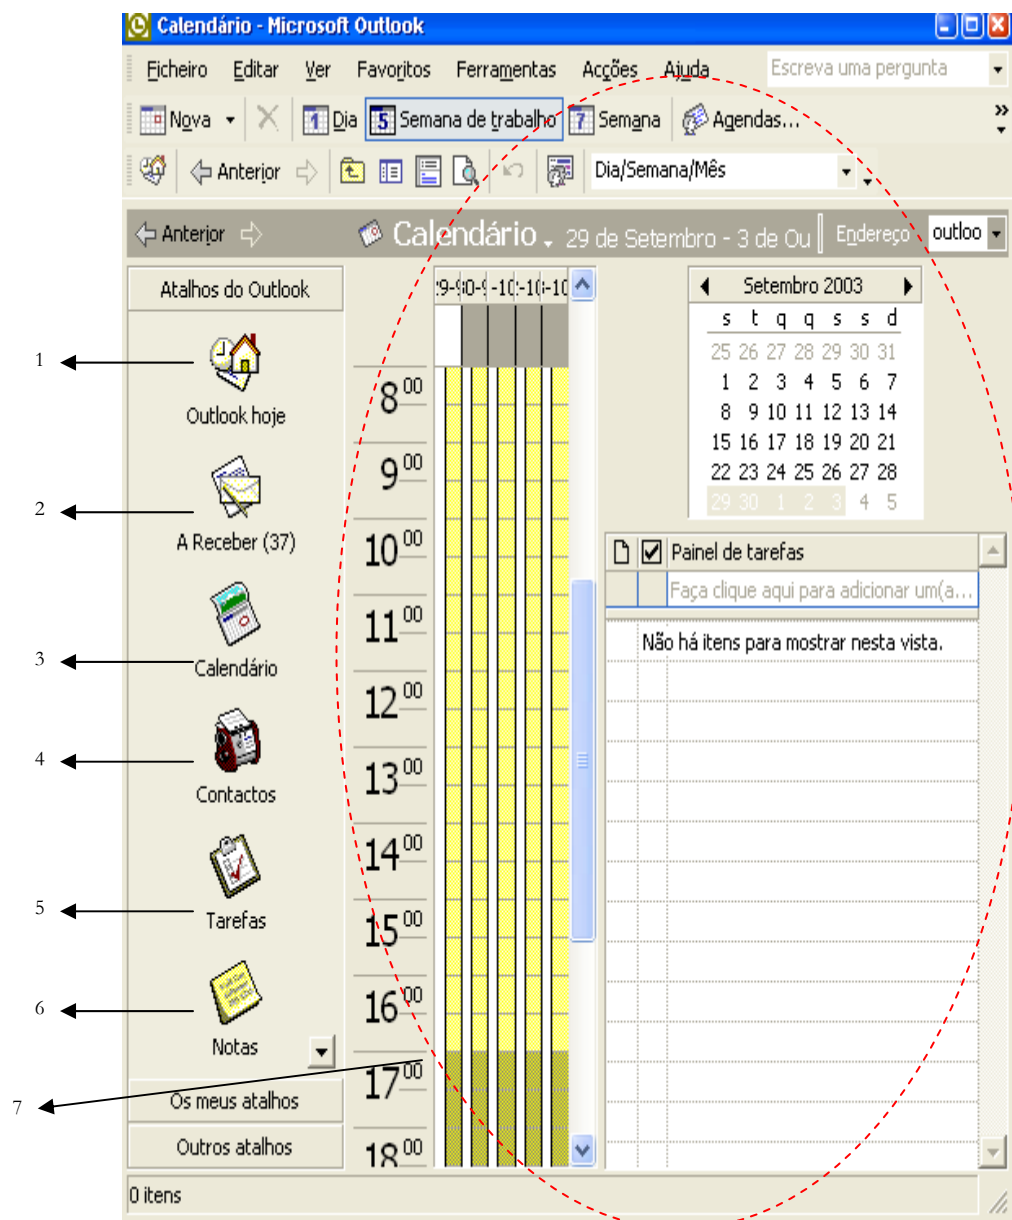 Calendário - Microsoft Outlook
Ficheiro Editar Ver Favoritos Ferramentas Acções Ajuda Escreva uma pergunta
Nova 1 Dia 5 Semana de trabalho 7 Semana Agendas... »
Anterior Dia/Semana/Mês
Anterior Calendário 29 de Setembro - 3 de Ou Endereço outloo
Atalhos do Outlook
1
Outlook hoje
2
A Receber (37)
3
Calendário
4
Contactos
5
Tarefas
6
Notas
7
Os meus atalhos
Outros atalhos
8 00
9 00
10 00
11 00
12 00
13 00
14 00
15 00
16 00
17 00
18 00
Setembro 2003
s t q q s s d
25 26 27 28 29 30 31
1 2 3 4 5 6 7
8 9 10 11 12 13 14
15 16 17 18 19 20 21
22 23 24 25 26 27 28
29 30 1 2 3 4 5
Painel de tarefas
Faça clique aqui para adicionar um(a...
Não há itens para mostrar nesta vista.
0 itens